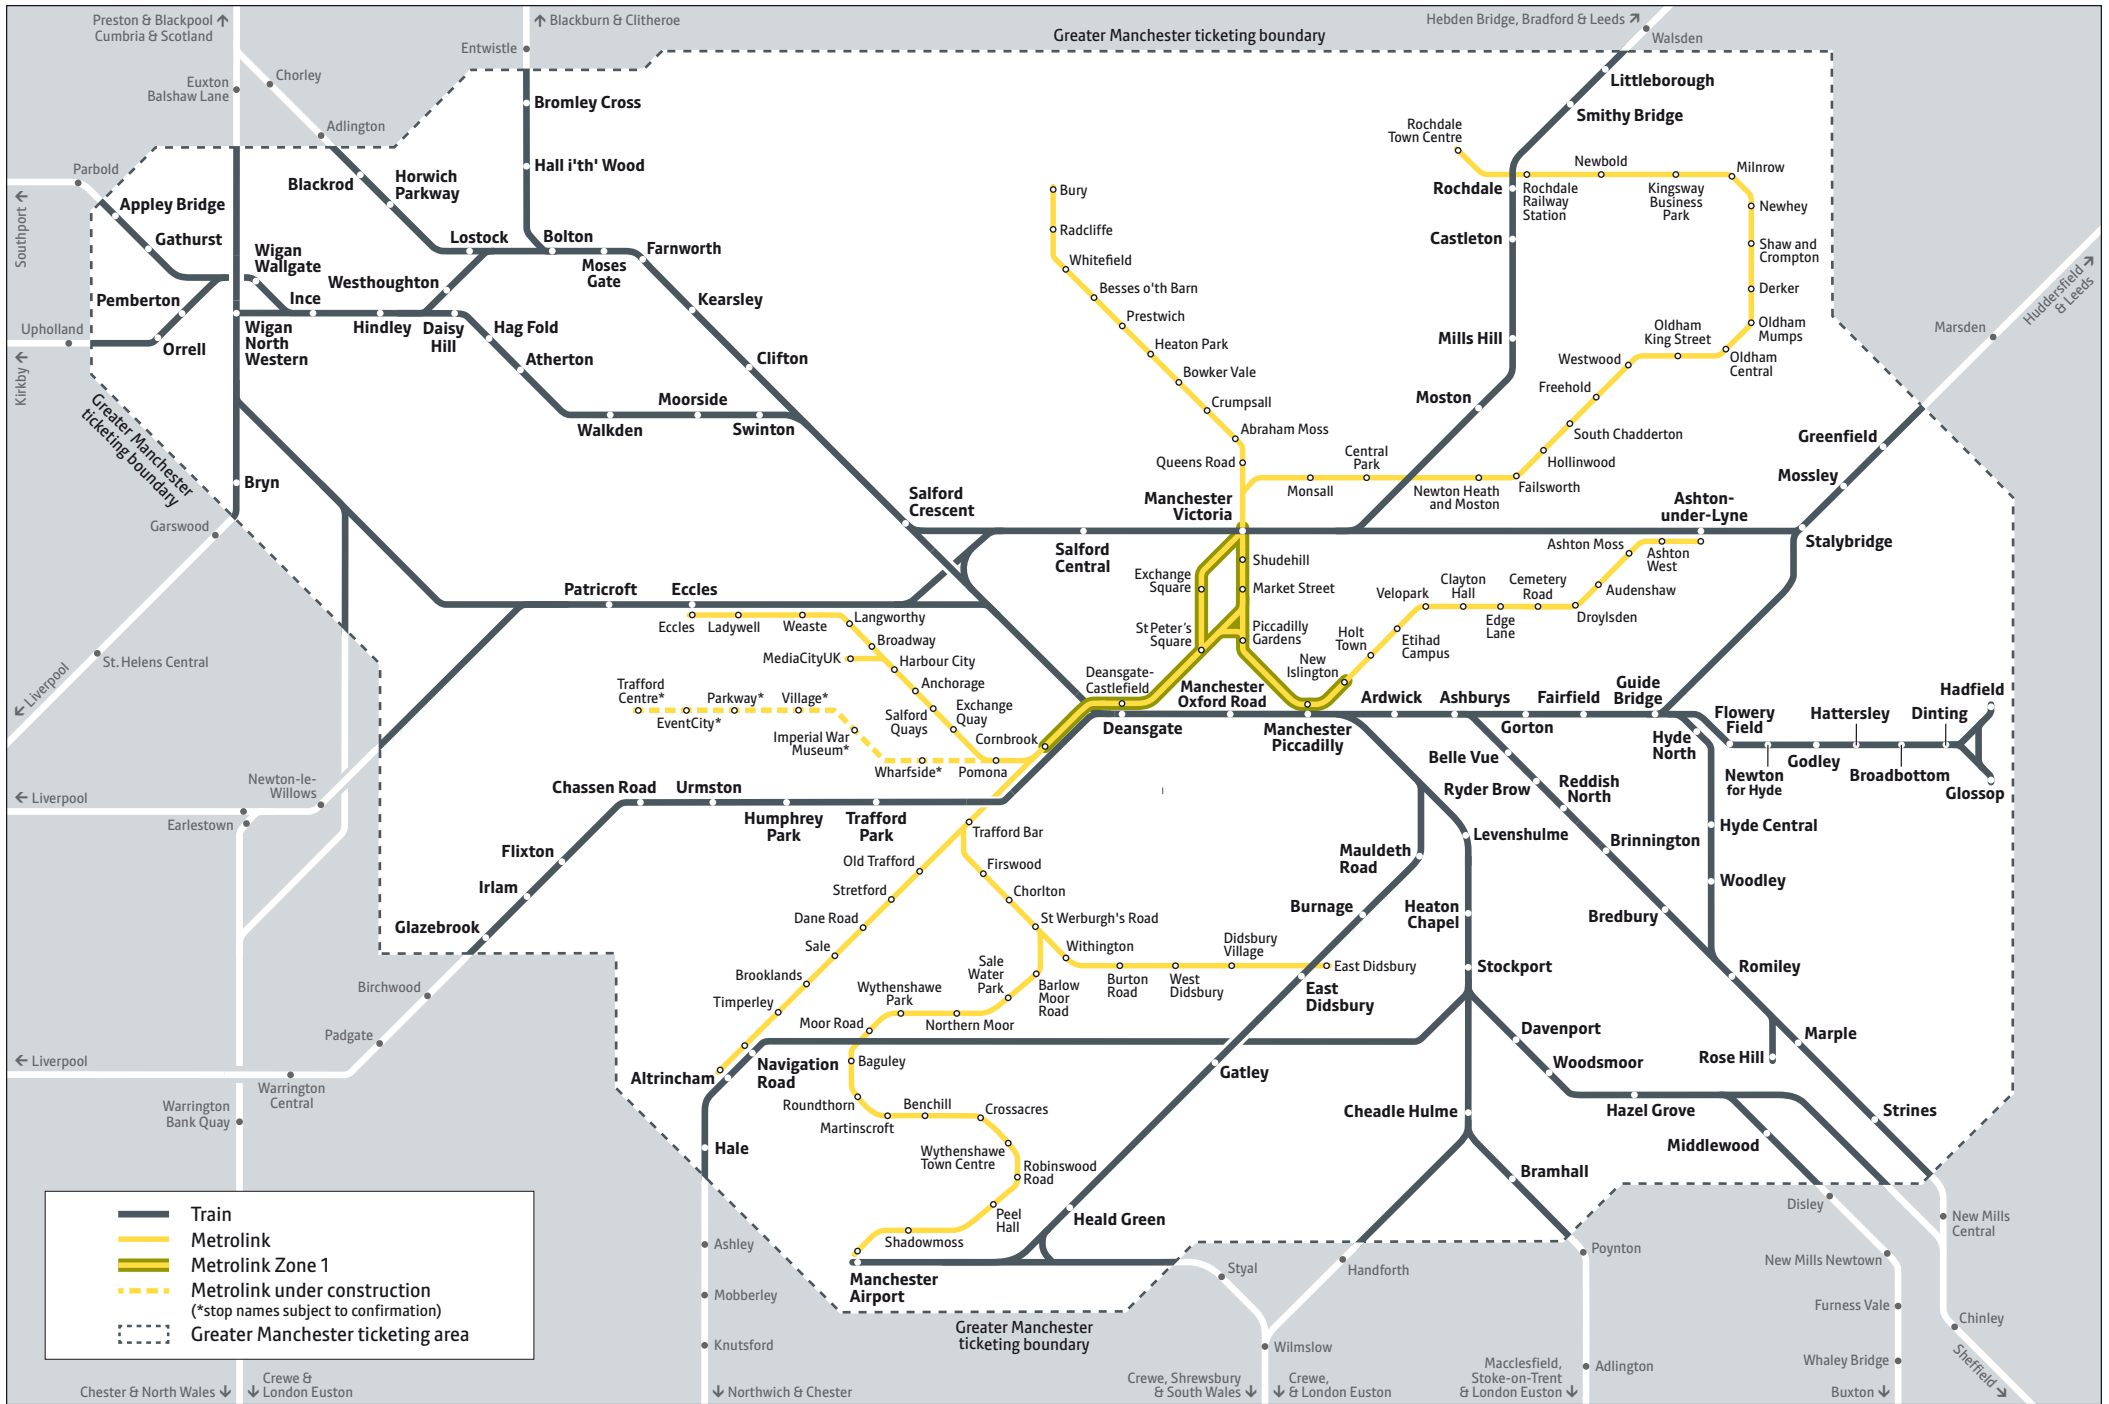 Preston & Blackpool ↑
Cumbria & Scotland
↑ Blackburn & Clitheroe
Hebden Bridge, Bradford & Leeds ↗
Greater Manchester ticketing boundary
Walsden
Entwistle
Euxton
Balshaw Lane
Chorley
Adlington
Parbold
Southport ↑
Upholland
Kirkby ↑
Bromley Cross
Hall i'th' Wood
Littleborough
Smithy Bridge
Rochdale
Town Centre
Newbold
Milnrow
Rochdale
Rochdale
Railway
Station
Kingsway
Business
Park
Newhey
Castleton
Shaw and
Crompton
Derker
Mills Hill
Oldham
Mumps
Oldham
King Street
Oldham
Central
Westwood
Freehold
Moston
South Chadderton
Hollinwood
Failsworth
Newton Heath
and Moston
Central
Park
Monsall
Appley Bridge
Gathurst
Blackrod
Horwich
Parkway
Wigan
Wallgate
Lostock
Bolton
Moses
Gate
Farnworth
Westhoughton
Pemberton
Ince
Kearsley
Orrell
Wigan
North
Western
Hindley
Daisy
Hill
Hag Fold
Atherton
Clifton
Walkden
Moorside
Swinton
Greater Manchester
ticketing boundary
Bryn
Garswood
St. Helens Central
← Liverpool
Bury
Radcliffe
Whitefield
Besses o'th Barn
Prestwich
Heaton Park
Bowker Vale
Crumpsall
Abraham Moss
Queens Road
Manchester
Victoria
Salford
Crescent
Salford
Central
Marsden
Huddersfield
& Leeds ↗
Greenfield
Mossley
Ashton-
under-Lyne
Stalybridge
Ashton Moss
Ashton
West
Audenshaw
Droylsden
Cemetery
Road
Edge
Lane
Clayton
Hall
Velopark
Etihad
Campus
Holt
Town
New
Islington
Shudehill
Market Street
Exchange
Square
St Peter's
Square
Piccadilly
Gardens
Deansgate-
Castlefield
Patricroft
Eccles
Eccles
Ladywell
Weaste
Langworthy
Broadway
MediaCityUK
Harbour City
Anchorage
Salford
Quays
Exchange
Quay
Cornbrook
Pomona
Trafford
Centre*
EventCity*
Parkway*
Village*
Imperial War
Museum*
Wharfside*
Deansgate
Manchester
Oxford Road
Manchester
Piccadilly
Ardwick
Ashburys
Gorton
Fairfield
Guide
Bridge
Hyde
North
Flowery
Field
Newton
for Hyde
Hattersley
Godley
Broadbottom
Dinting
Hadfield
Glossop
Belle Vue
Ryder Brow
Reddish
North
Brinnington
Bredbury
Hyde Central
Woodley
Romiley
Levenshulme
Mauldeth
Road
Burnage
Heaton
Chapel
Stockport
Newton-le-
Willows
← Liverpool
Earlestown
Chassen Road
Urmston
Humphrey
Park
Trafford
Park
Flixton
Irlam
Glazebrook
Birchwood
Padgate
← Liverpool
Warrington
Central
Warrington
Bank Quay
Trafford Bar
Old Trafford
Stretford
Dane Road
Sale
Brooklands
Timperley
Firswood
Chorlton
St Werburgh's Road
Withington
Burton
Road
West
Didsbury
Didsbury
Village
East Didsbury
East
Didsbury
Sale
Water
Park
Barlow
Moor
Road
Wythenshawe
Park
Northern Moor
Moor Road
Baguley
Roundthorn
Martinscroft
Benchill
Crossacres
Wythenshawe
Town Centre
Robinswood
Road
Peel
Hall
Shadowmoss
Manchester
Airport
Altrincham
Navigation
Road
Hale
Ashley
Mobberley
Knutsford
↓ Northwich & Chester
Gatley
Heald Green
Davenport
Woodsmoor
Hazel Grove
Middlewood
Cheadle Hulme
Bramhall
Rose Hill
Marple
Strines
Disley
New Mills
Central
New Mills Newtown
Furness Vale
Chinley
Whaley Bridge
Sheffield ↘
Buxton ↓
Poynton
Adlington
Macclesfield,
Stoke-on-Trent
& London Euston ↓
Styal
Handforth
Wilmslow
Crewe, Shrewsbury
& South Wales ↓
Crewe,
↓ & London Euston
Greater Manchester
ticketing boundary
Train
Metrolink
Metrolink Zone 1
Metrolink under construction
(*stop names subject to confirmation)
Greater Manchester ticketing area
Chester & North Wales ↓
Crewe &
↓ London Euston